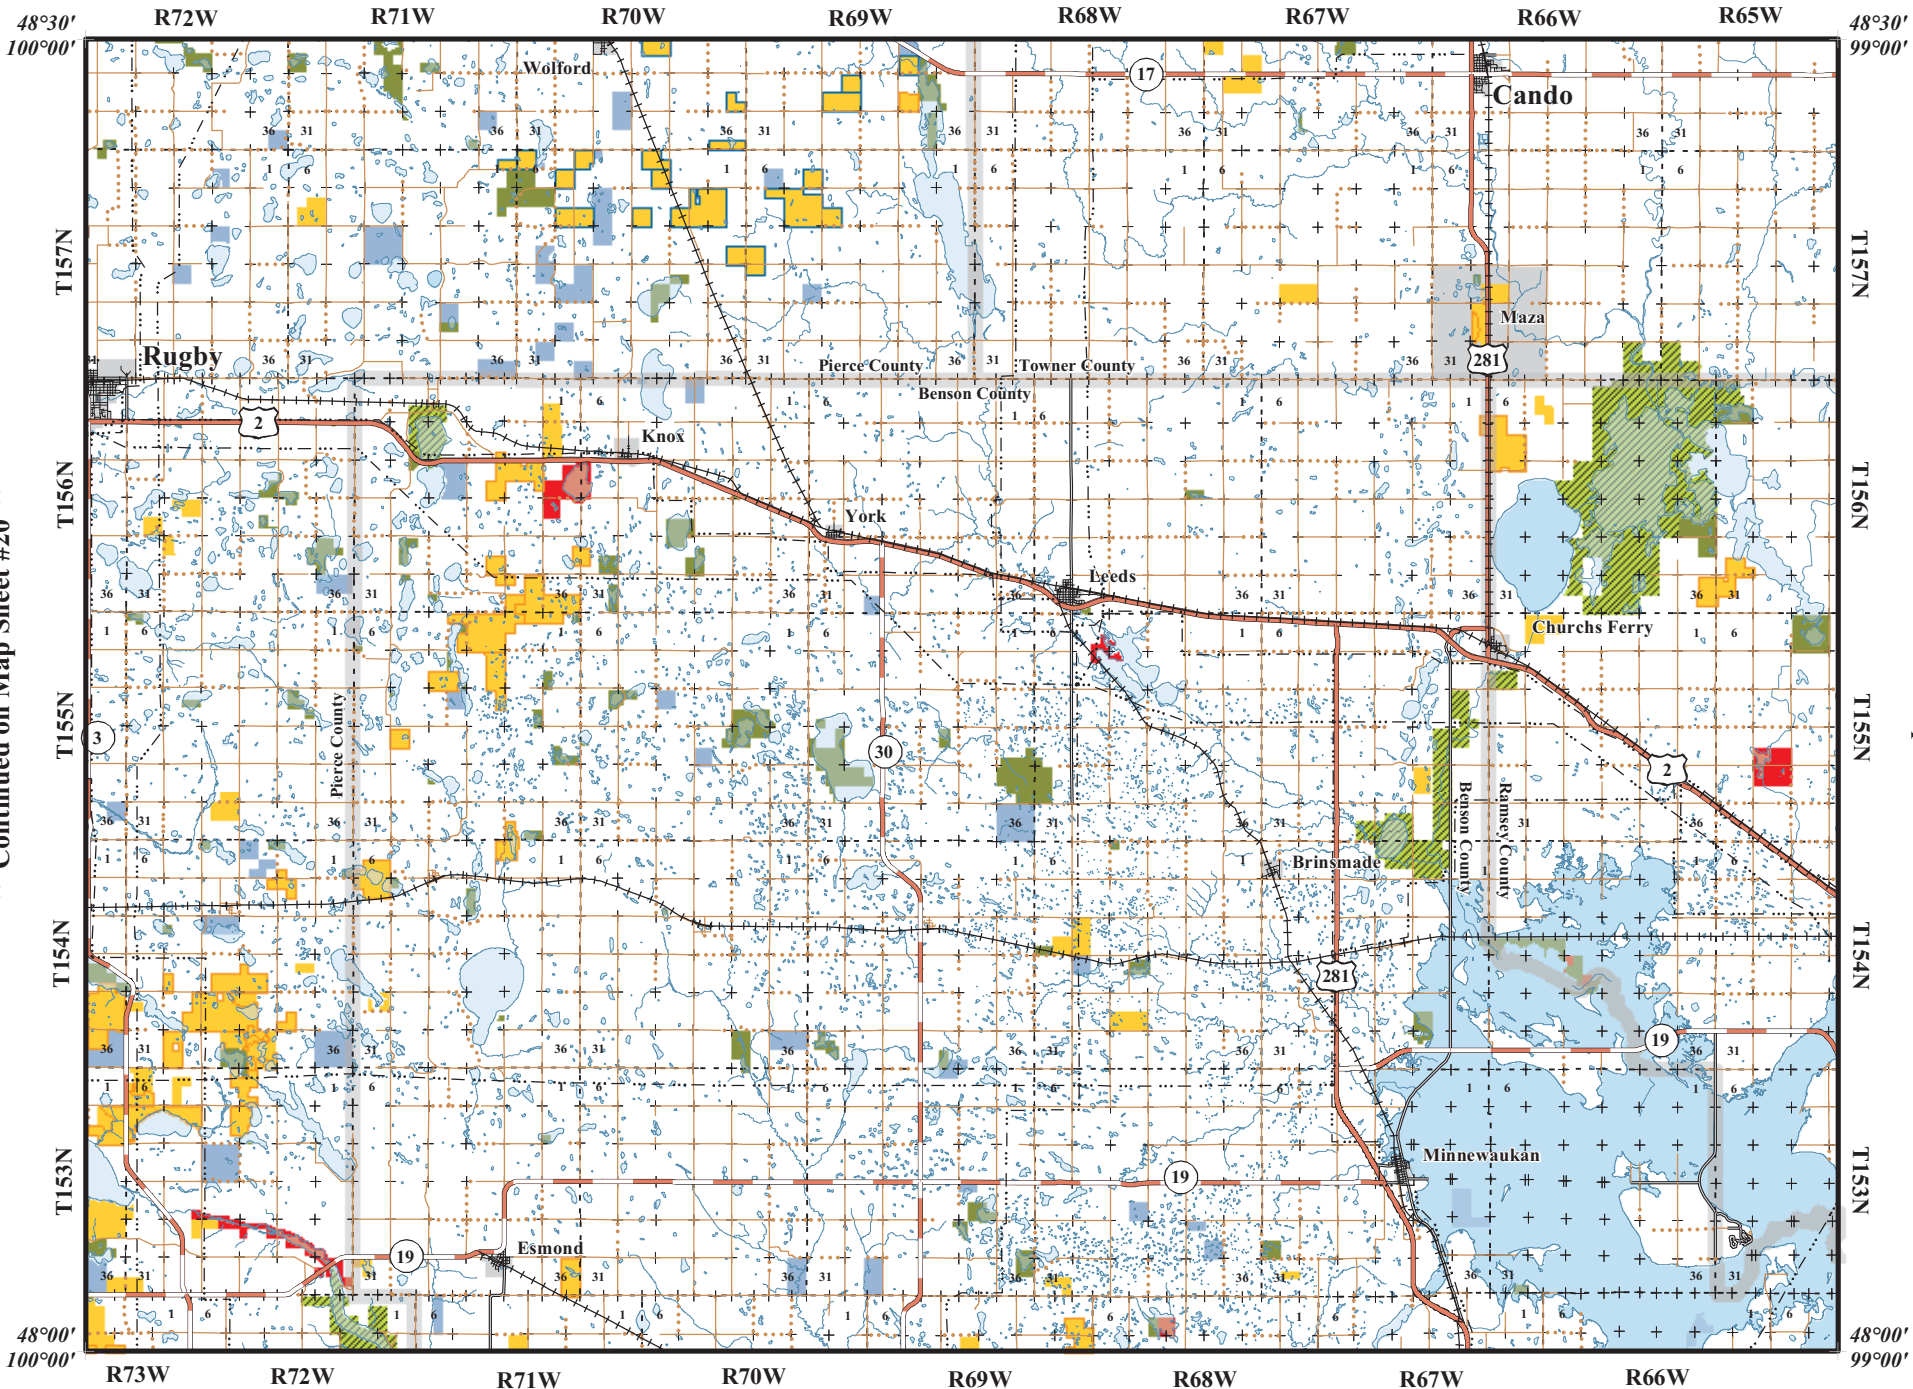 R72W R71W R70W R69W R68W R67W R66W R65W
48°30'
100°00'
48°30'
99°00'
Wolford
17
Cando
T157N
T157N
Maza
281
Rugby
Pierce County
Towner County
Benson County
2
Knox
T156N
T156N
York
Leeds
Churchs Ferry
Continued on Map Sheet #20
T155N
T155N
3
Pierce County
30
2
Benson County
Ramsey County
Brinsmade
T154N
T154N
281
19
Minnewaukan
T153N
T153N
19
19
Esmond
48°00'
100°00'
48°00'
99°00'
R73W R72W R71W R70W R69W R68W R67W R66W